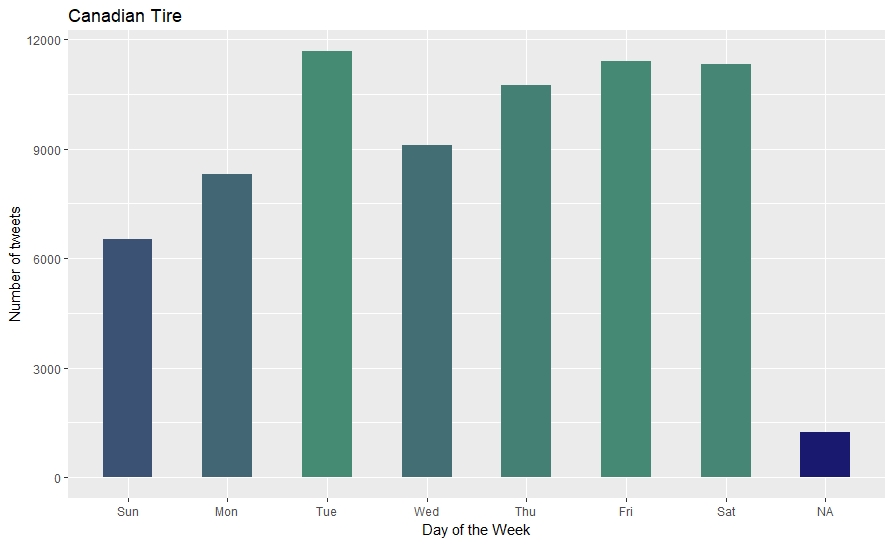 Canadian Tire
12000
9000
6000
3000
0
Number of tweets
Sun Mon Tue Wed Thu Fri Sat NA
Day of the Week